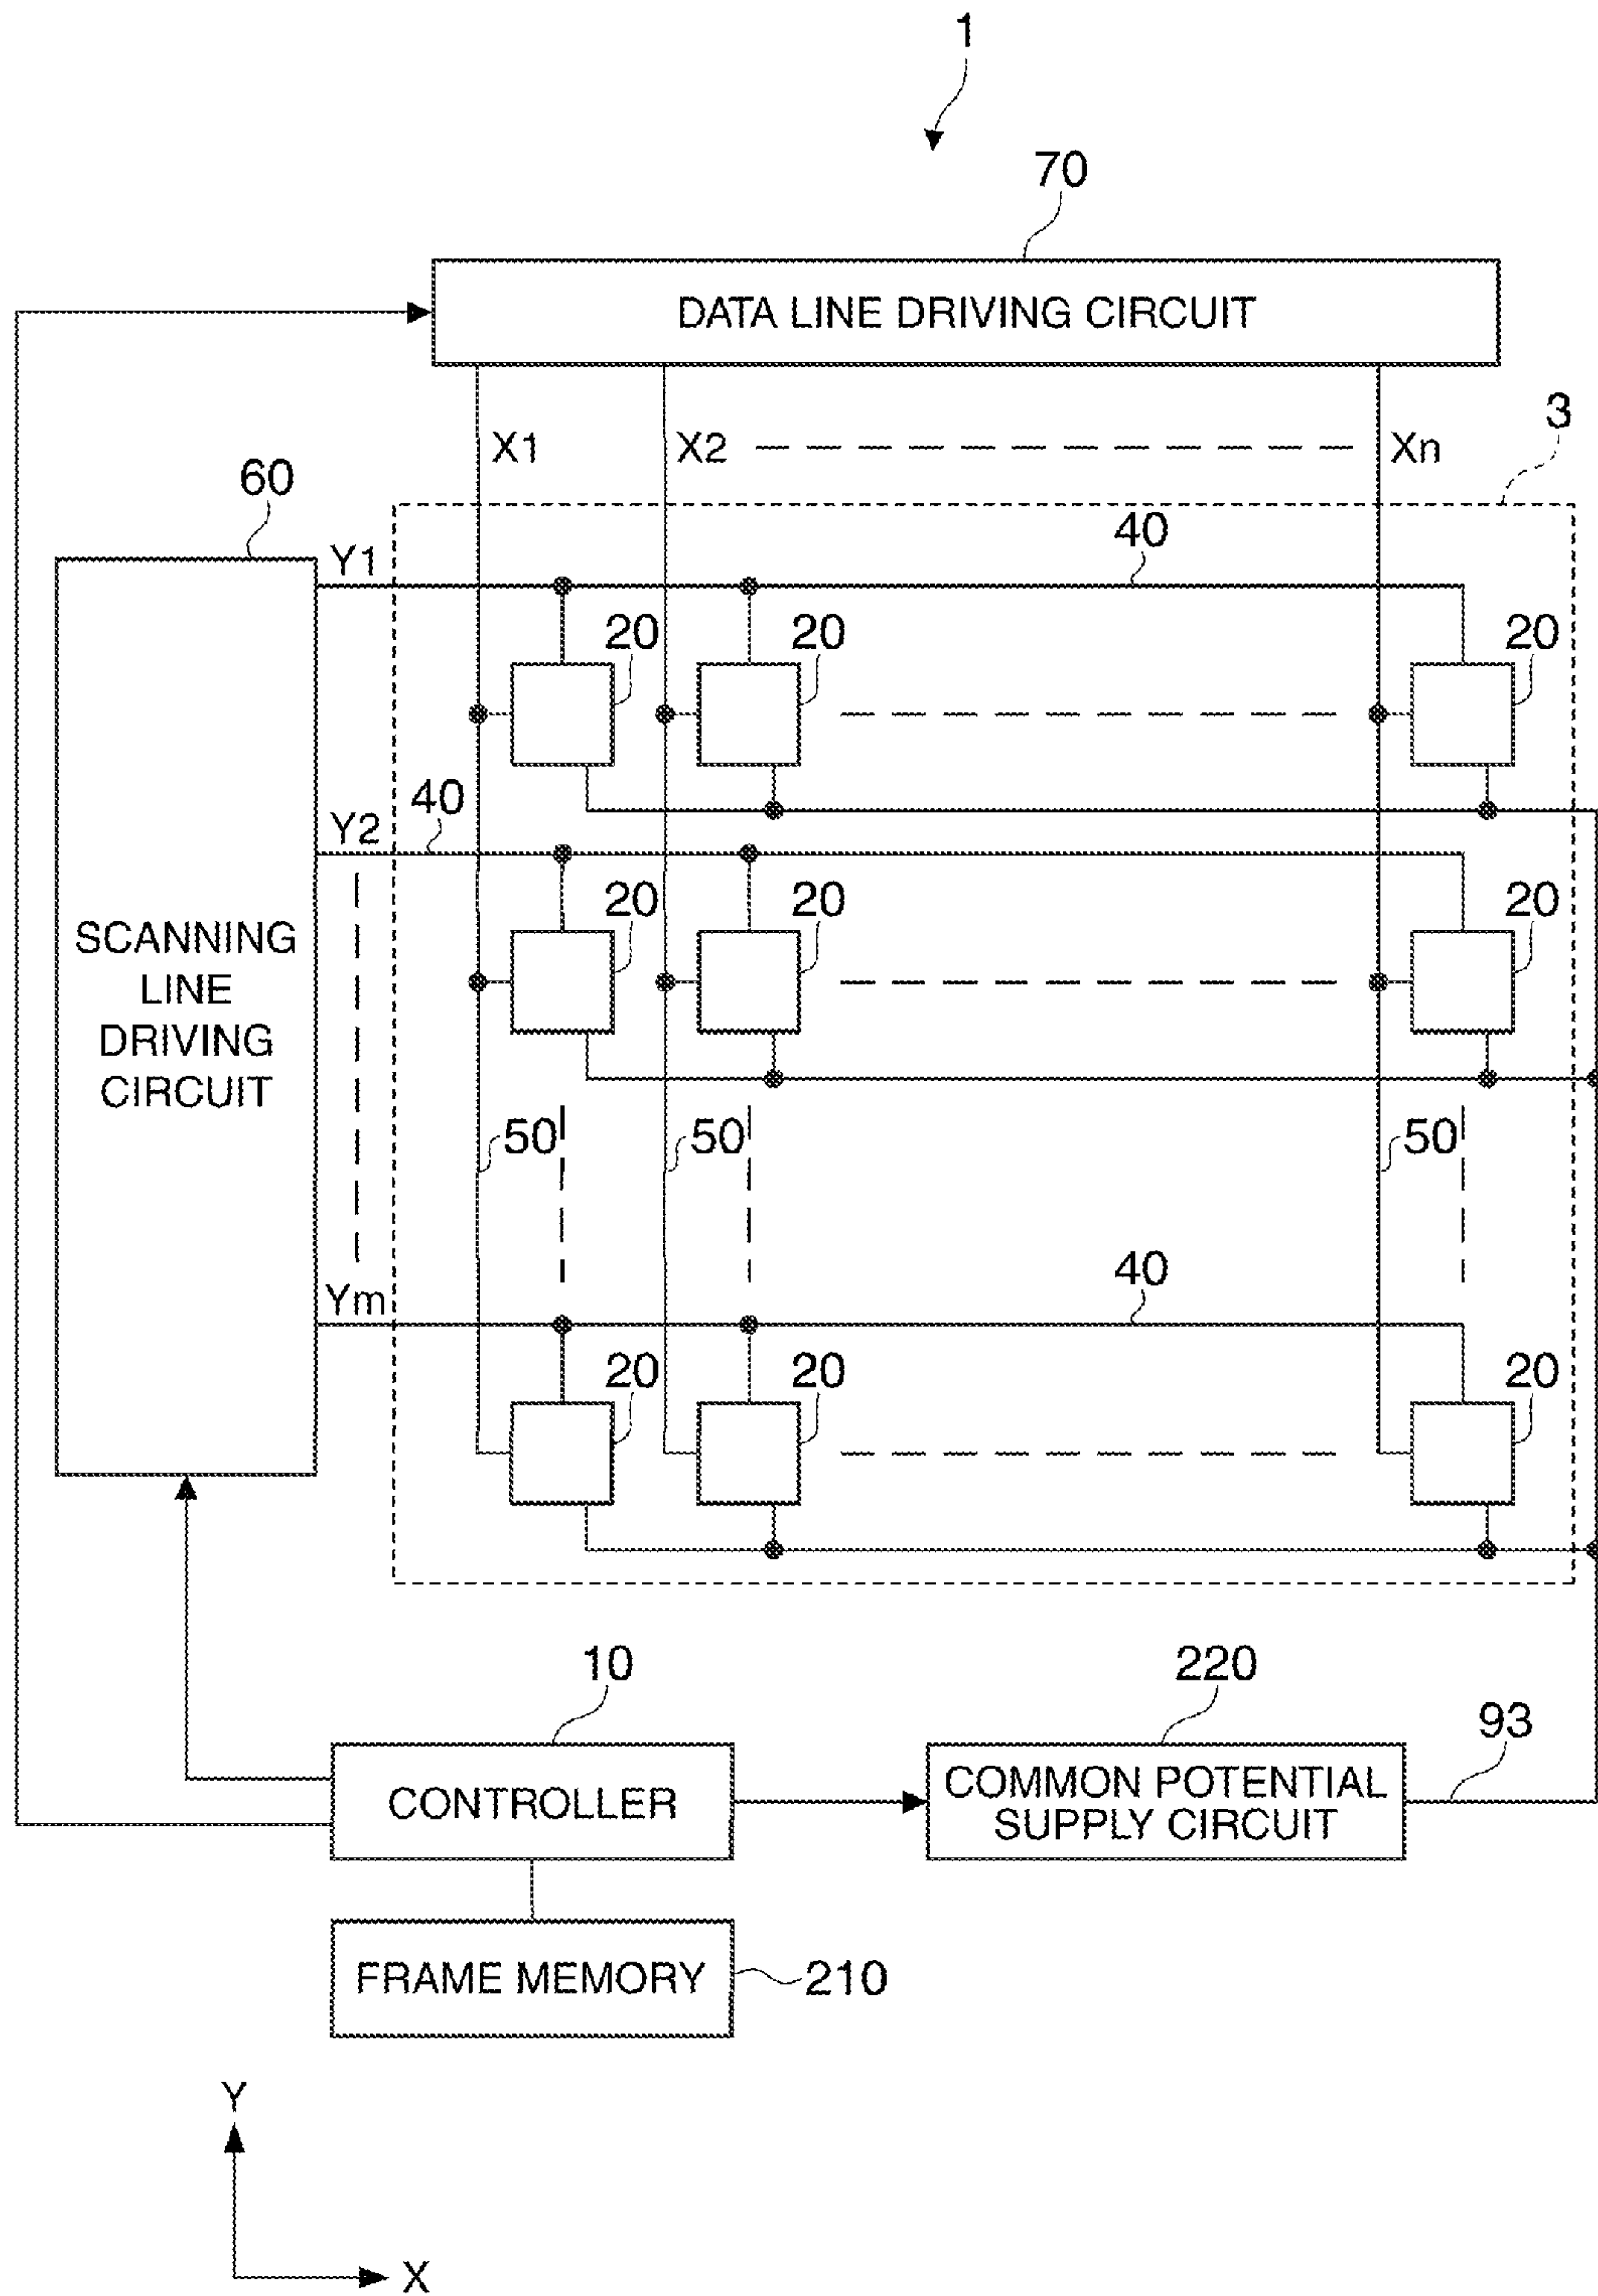 1
70
DATA LINE DRIVING CIRCUIT
X1
X2
Xn
3
60
Y1
40
20
20
20
40
Y2
20
20
20
SCANNING
LINE
DRIVING
CIRCUIT
50
50
50
40
Ym
20
20
20
10
220
93
CONTROLLER
COMMON POTENTIAL
SUPPLY CIRCUIT
FRAME MEMORY
210
Y
X